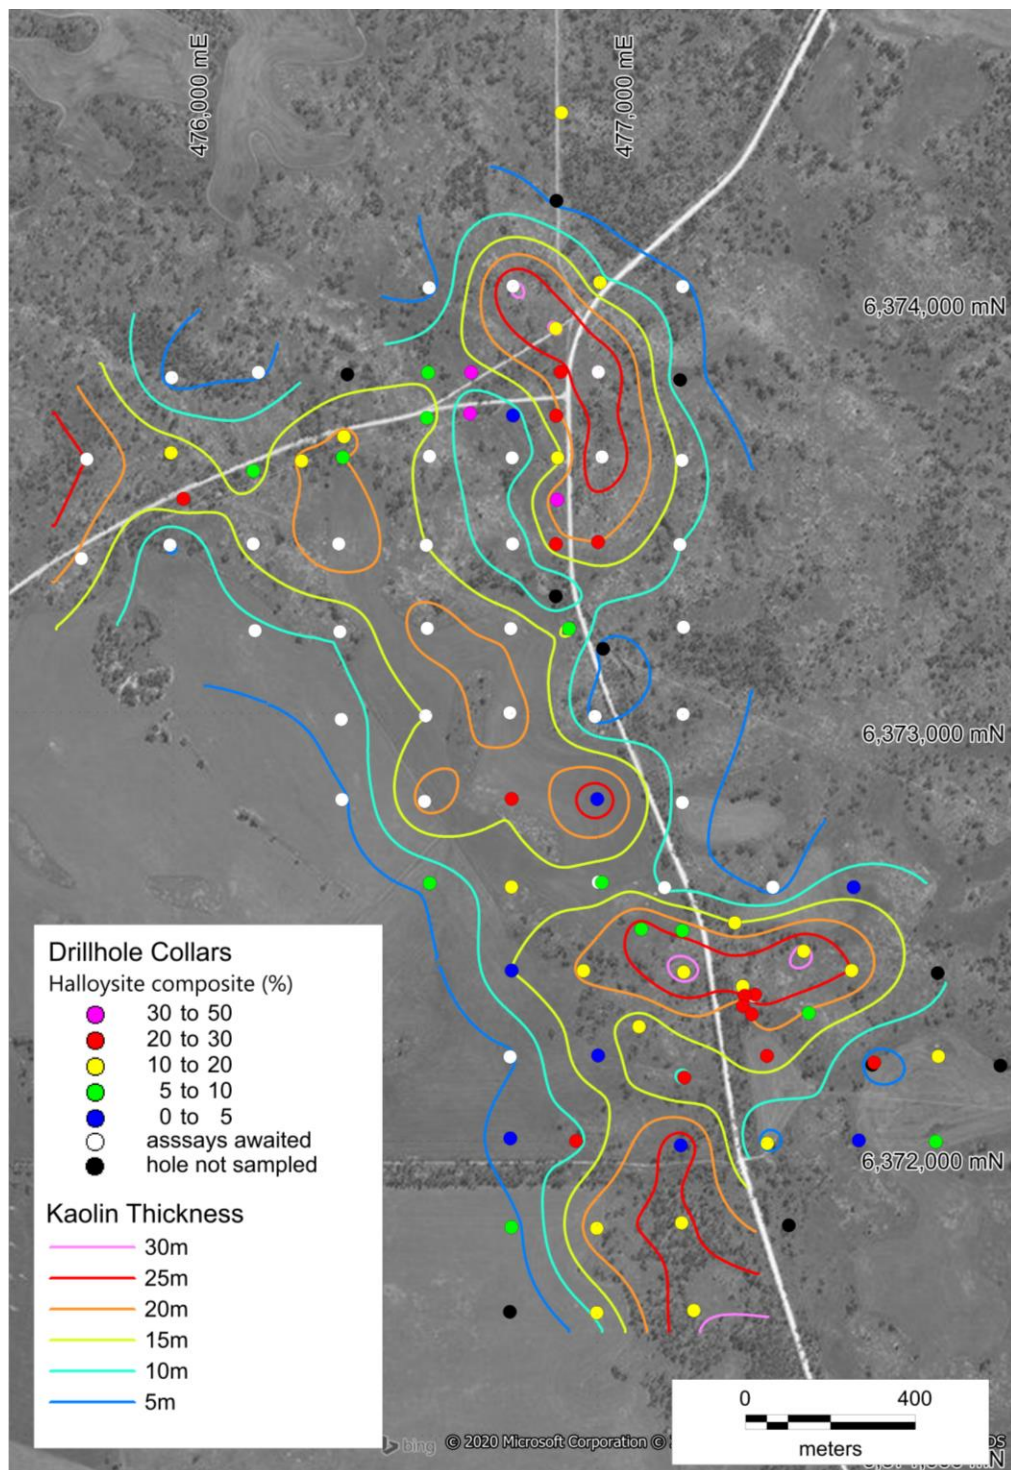 476,000 mE
477,000 mE
6,374,000 mN
6,373,000 mN
6,372,000 mN
Drillhole Collars
Halloysite composite (%)
30 to 50
20 to 30
10 to 20
5 to 10
0 to 5
asssays awaited
hole not sampled
Kaolin Thickness
30m
25m
20m
15m
10m
5m
0 400
meters
bing © 2020 Microsoft Corporation ©